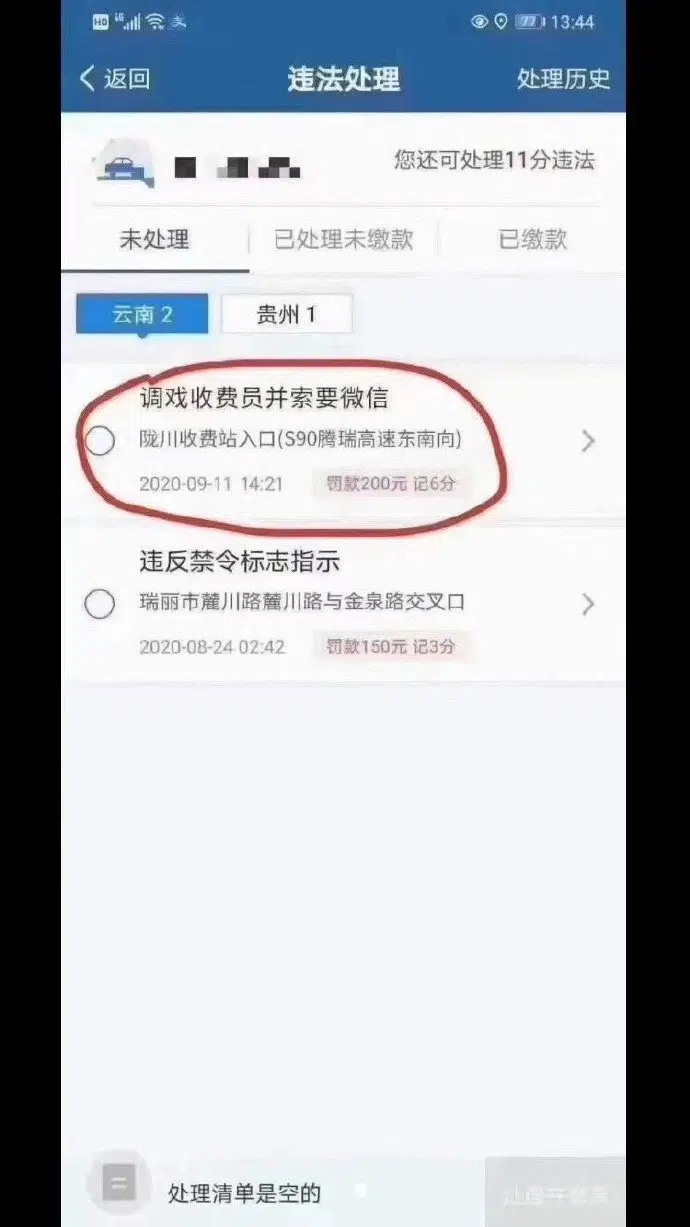 HD 77 13:44
返回 违法处理 处理历史
您还可处理11分违法
未处理 已处理未缴款 已缴款
云南 2 贵州 1
调戏收费员并索要微信
陇川收费站入口(S90腾瑞高速东南向)
2020-09-11 14:21 罚款200元 记6分
违反禁令标志指示
瑞丽市麓川路麓川路与金泉路交叉口
2020-08-24 02:42 罚款150元 记3分
处理清单是空的